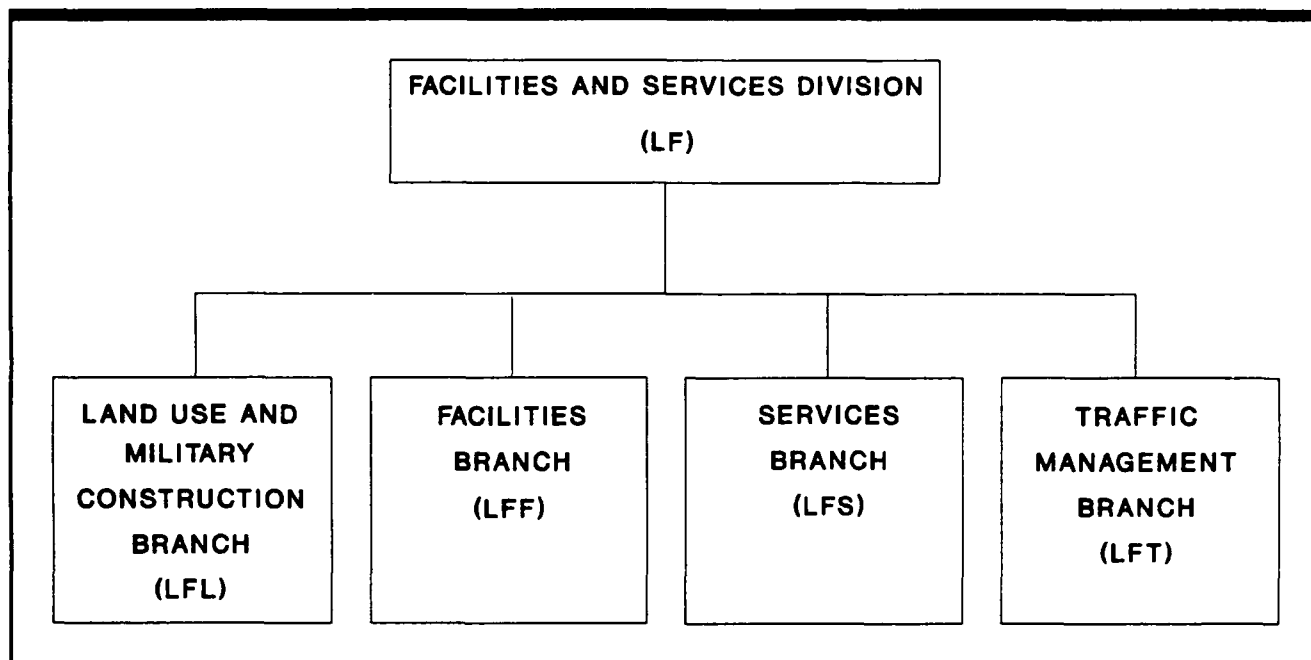 FACILITIES AND SERVICES DIVISION
(LF)
LAND USE AND
MILITARY
CONSTRUCTION
BRANCH
(LFL)
FACILITIES
BRANCH
(LFF)
SERVICES
BRANCH
(LFS)
TRAFFIC
MANAGEMENT
BRANCH
(LFT)